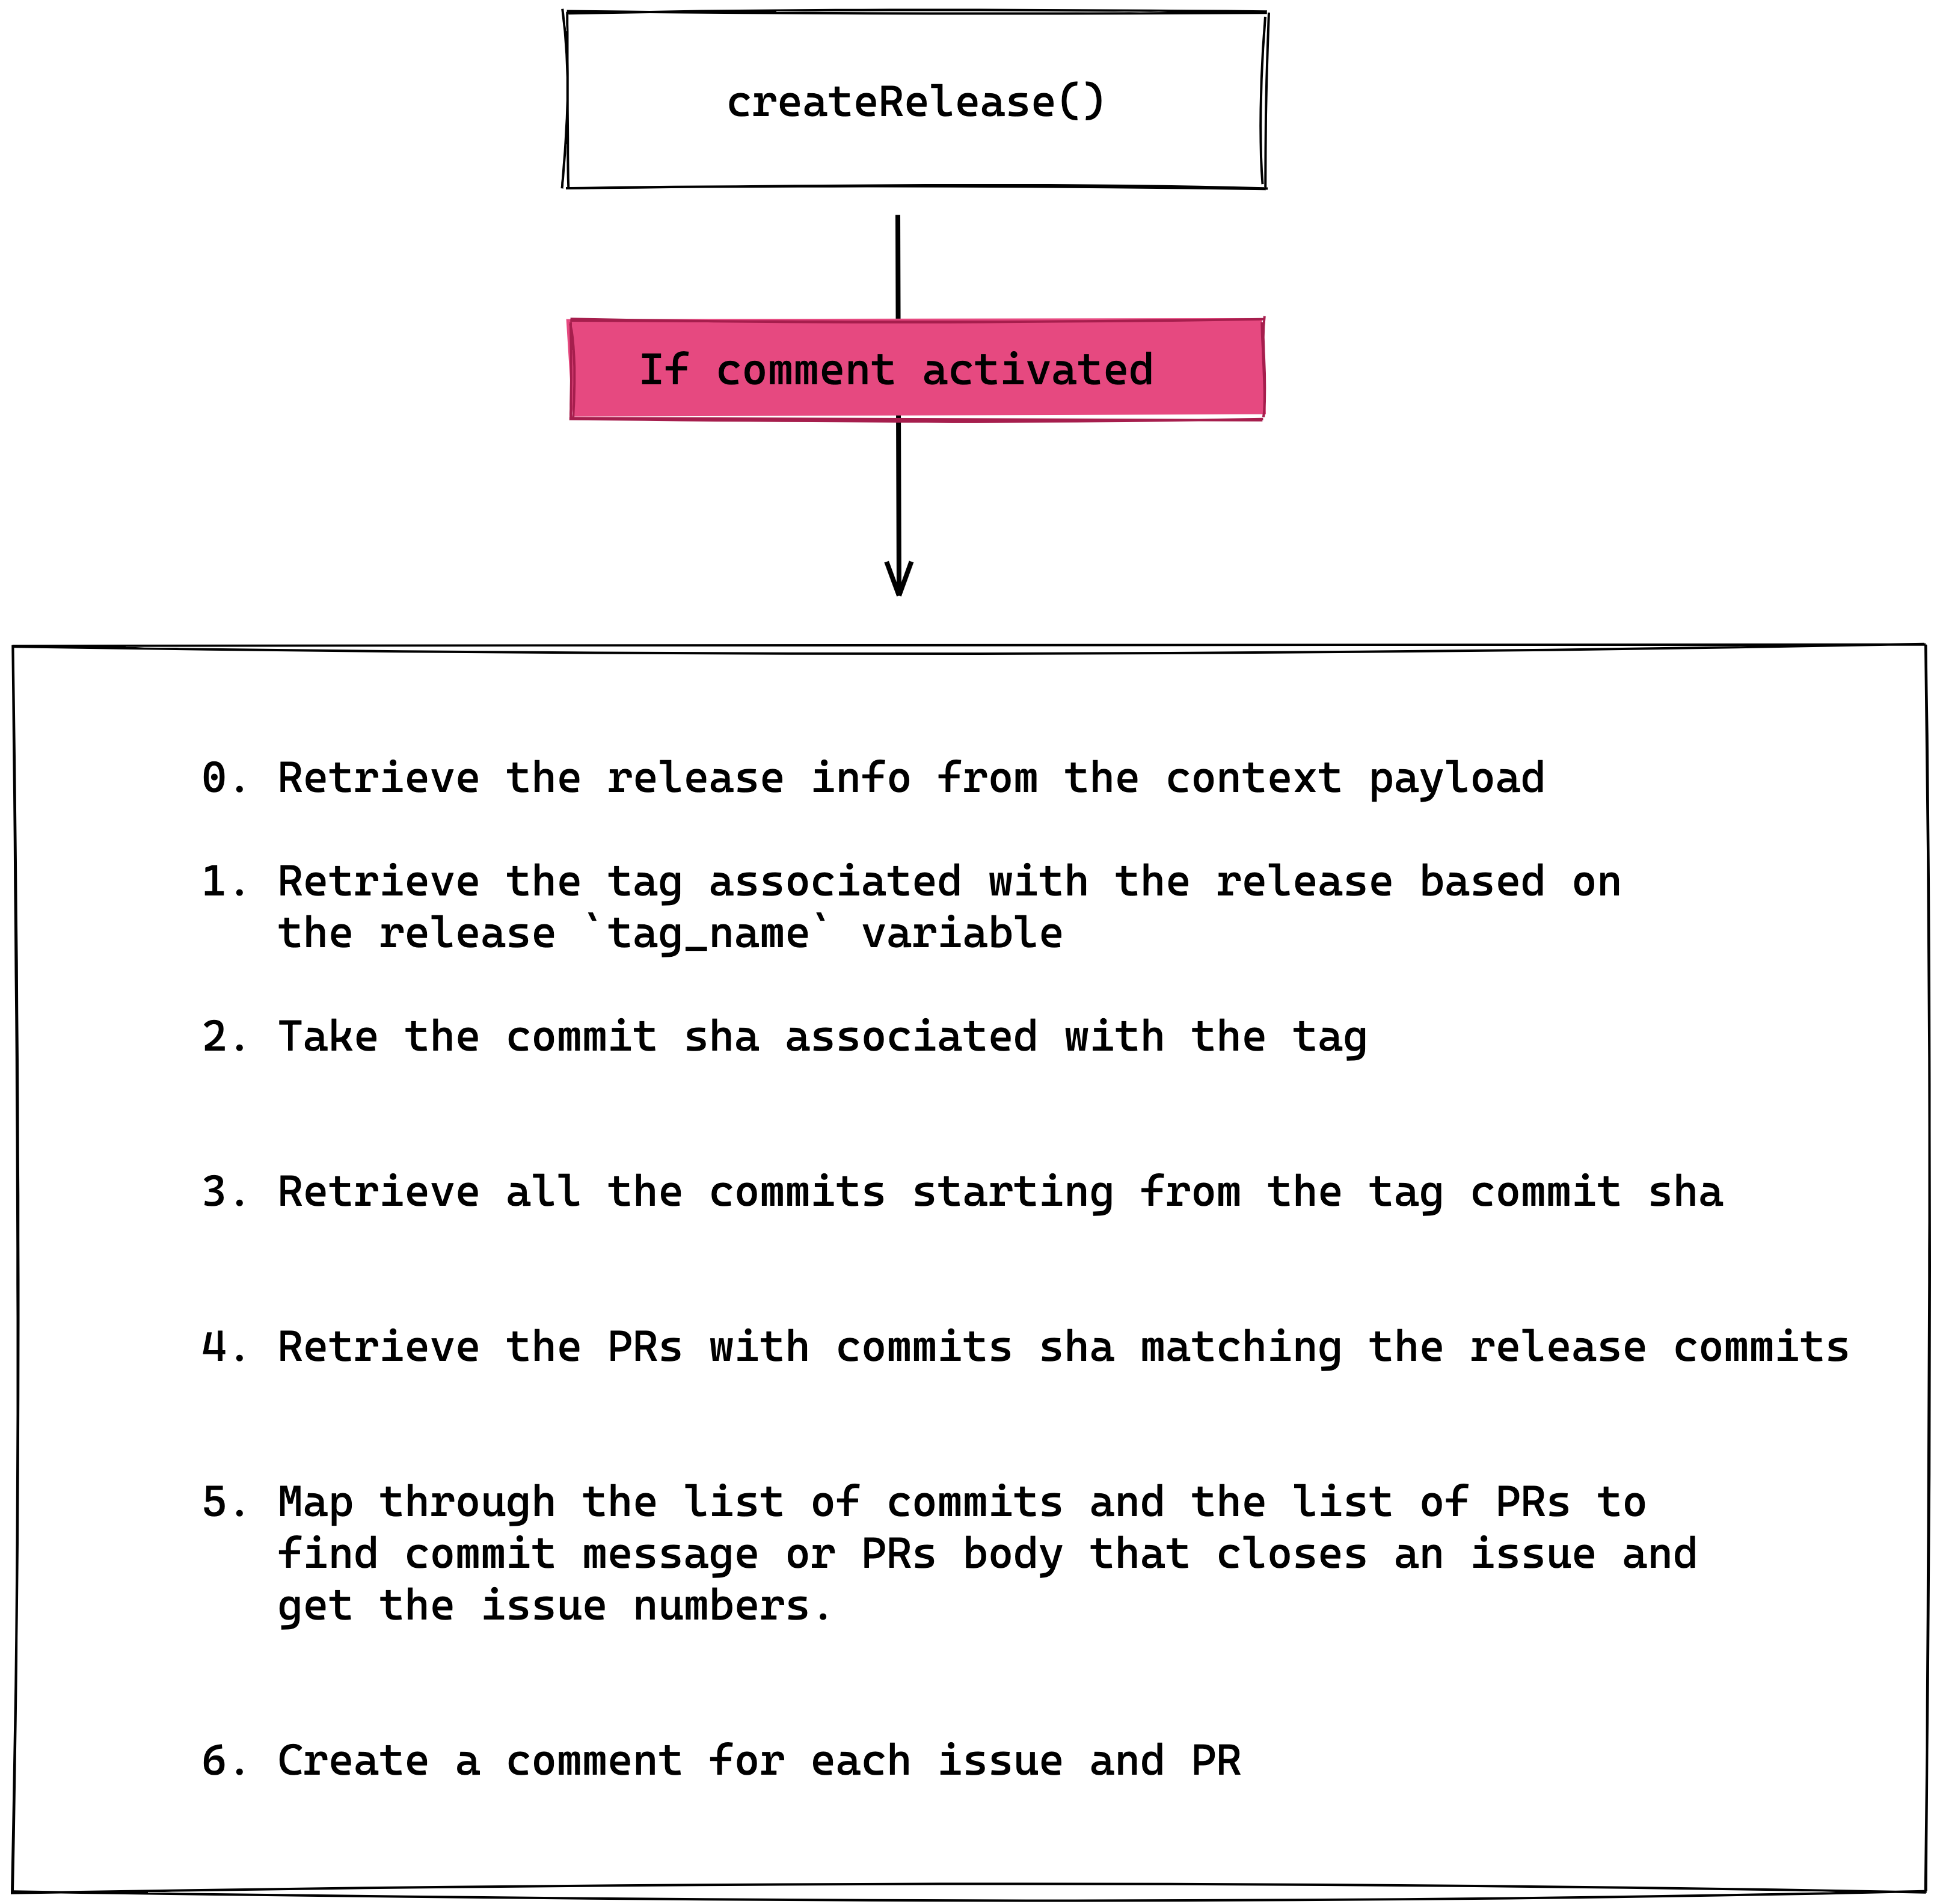 createRelease()
If comment activated
0. Retrieve the release info from the context payload
1. Retrieve the tag associated with the release based on
the release `tag_name` variable
2. Take the commit sha associated with the tag
3. Retrieve all the commits starting from the tag commit sha
4. Retrieve the PRs with commits sha matching the release commits
5. Map through the list of commits and the list of PRs to
find commit message or PRs body that closes an issue and
get the issue numbers.
6. Create a comment for each issue and PR